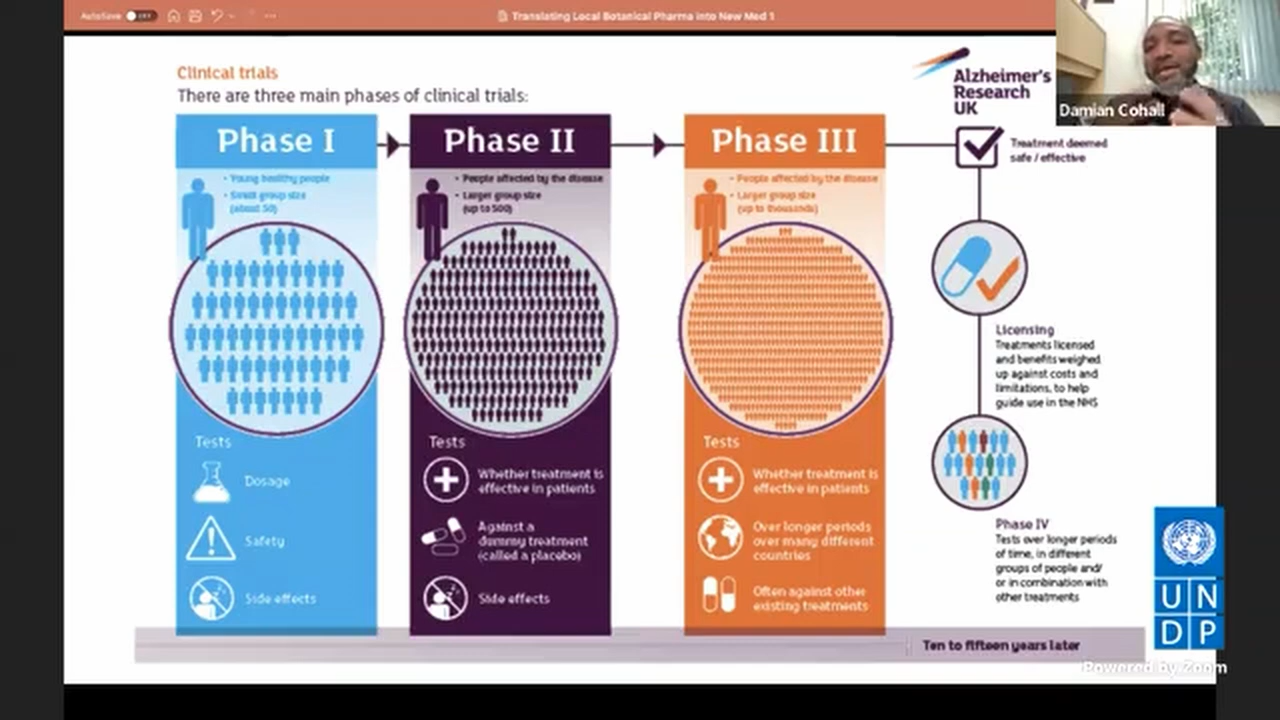 AutoSave OFF
Translating Local Botanical Pharma into New Med 1
Damian Cohall
Clinical trials
There are three main phases of clinical trials:
Alzheimer's
Research
UK
Phase I
• Young healthy people
• Small group size
(about 50)
Tests
Dosage
Safety
Side effects
Phase II
• People affected by the disease
• Larger group size
(up to 500)
Tests
Whether treatment is
effective in patients
Against a
dummy treatment
(called a placebo)
Side effects
Phase III
• People affected by the disease
• Larger group size
(up to thousands)
Tests
Whether treatment is
effective in patients
Over longer periods
over many different
countries
Often against other
existing treatments
Treatment deemed
safe / effective
Licensing
Treatments licensed
and benefits weighed
up against costs and
limitations, to help
guide use in the NHS
Phase IV
Tests over longer periods
of time, in different
groups of people and/
or in combination with
other treatments
Ten to fifteen years later
U N
D P
Powered by Zoom